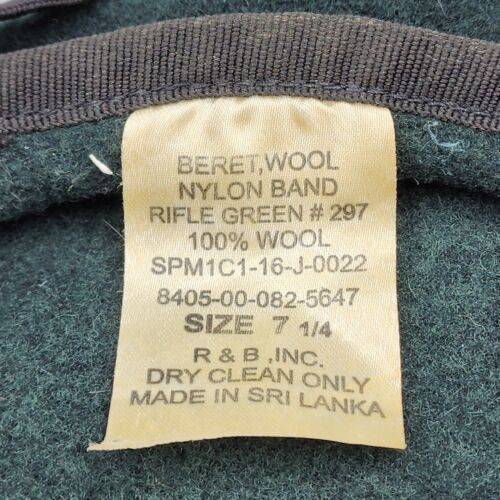 BERET,WOOL
NYLON BAND
RIFLE GREEN # 297
100% WOOL
SPM1C1-16-J-0022
8405-00-082-5647
SIZE 7 1/4
R & B ,INC.
DRY CLEAN ONLY
MADE IN SRI LANKA